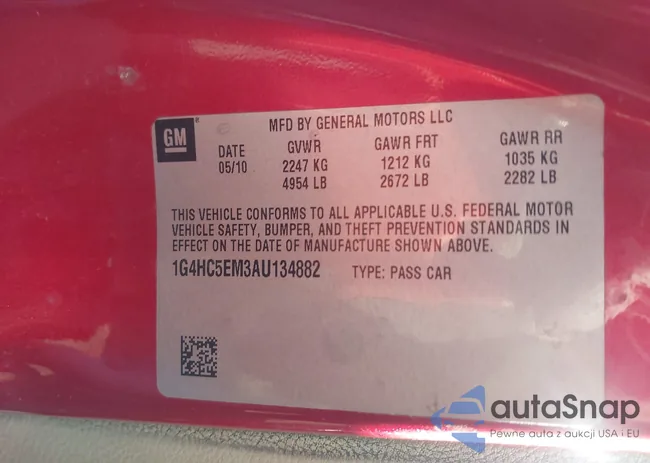 GM
MFD BY GENERAL MOTORS LLC
DATE GVWR GAWR FRT GAWR RR
05/10 2247 KG 1212 KG 1035 KG
4954 LB 2672 LB 2282 LB
THIS VEHICLE CONFORMS TO ALL APPLICABLE U.S. FEDERAL MOTOR
VEHICLE SAFETY, BUMPER, AND THEFT PREVENTION STANDARDS IN
EFFECT ON THE DATE OF MANUFACTURE SHOWN ABOVE.
1G4HC5EM3AU134882 TYPE: PASS CAR
autaSnap
Pewne auta z aukcji USA i EU